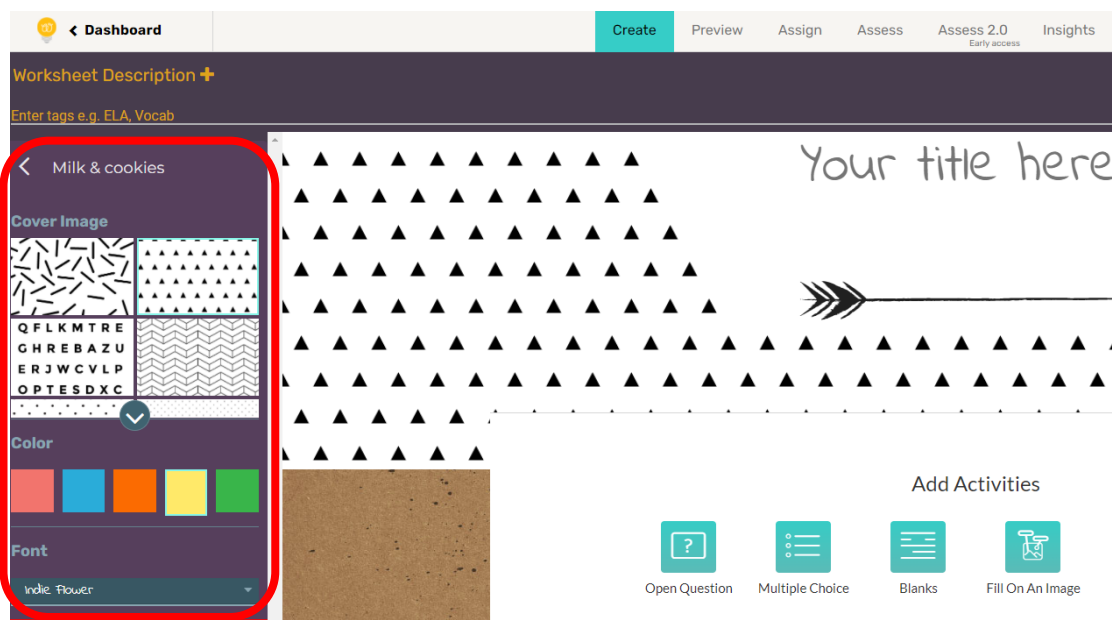 Dashboard
Create
Preview
Assign
Assess
Assess 2.0
Early access
Insights
Worksheet Description +
Enter tags e.g. ELA, Vocab
Milk & cookies
Cover Image
QFLKMTRE
GHREBAZU
ERJWCVLP
OPTESDXC
Color
Font
Indie Flower
Your title here
Add Activities
Open Question
Multiple Choice
Blanks
Fill On An Image